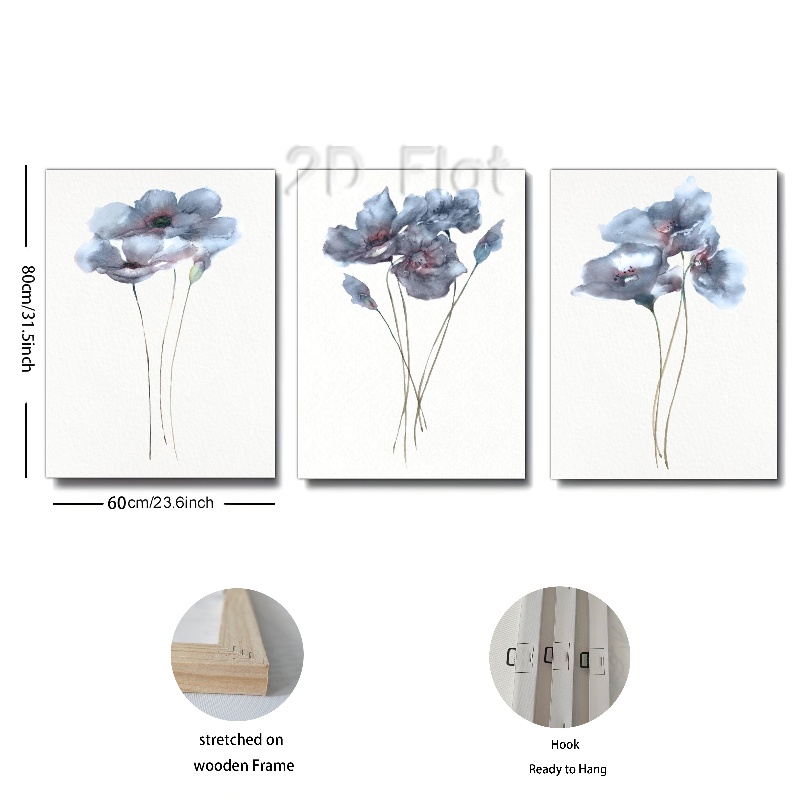 2D Flat
80cm/31.5inch
60cm/23.6inch
stretched on
wooden Frame
Hook
Ready to Hang